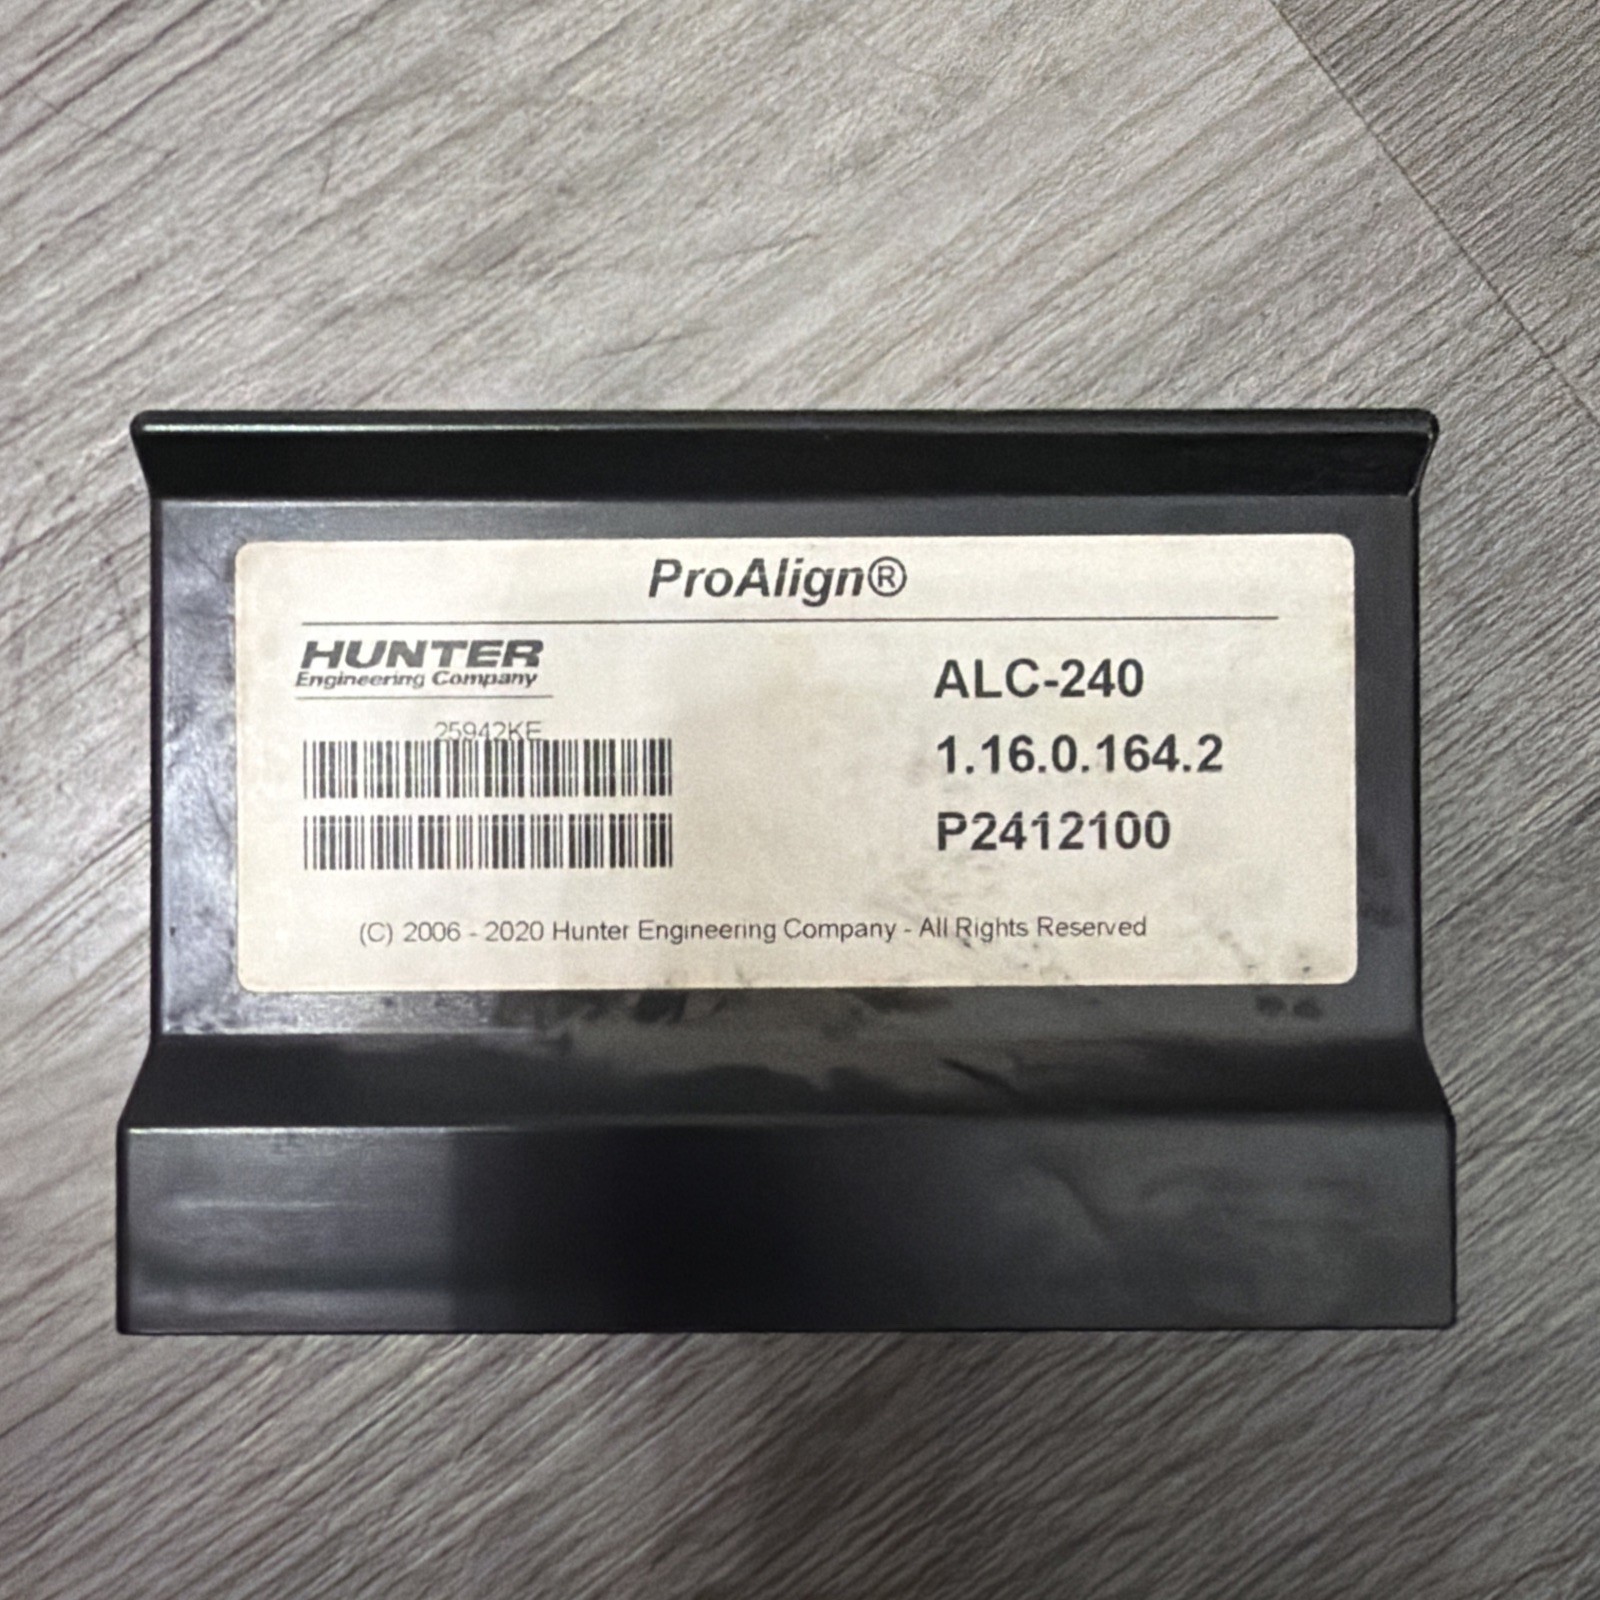 ProAlign®
HUNTER
Engineering Company
25942KE
ALC-240
1.16.0.164.2
P2412100
(C) 2006 - 2020 Hunter Engineering Company - All Rights Reserved